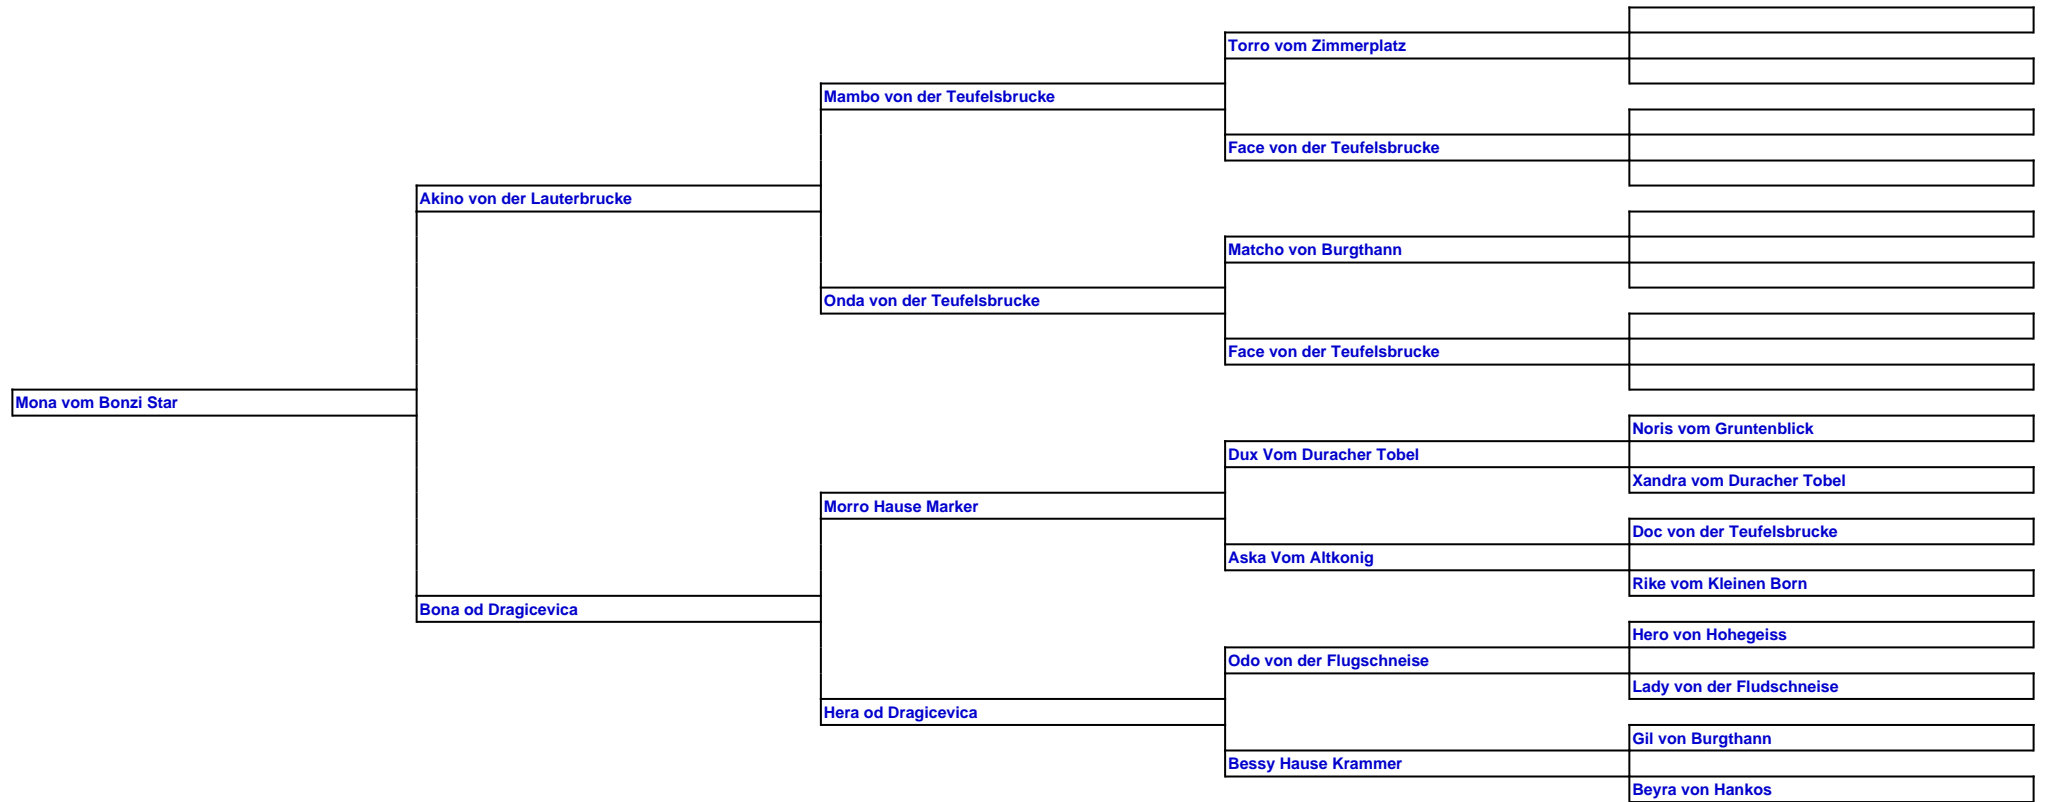 Torro vom Zimmerplatz
Mambo von der Teufelsbrucke
Face von der Teufelsbrucke
Akino von der Lauterbrucke
Matcho von Burgthann
Onda von der Teufelsbrucke
Face von der Teufelsbrucke
Mona vom Bonzi Star
Noris vom Gruntenblick
Dux Vom Duracher Tobel
Xandra vom Duracher Tobel
Morro Hause Marker
Doc von der Teufelsbrucke
Aska Vom Altkonig
Rike vom Kleinen Born
Bona od Dragicevica
Hero von Hohegeiss
Odo von der Flugschneise
Lady von der Fludschneise
Hera od Dragicevica
Gil von Burgthann
Bessy Hause Krammer
Beyra von Hankos